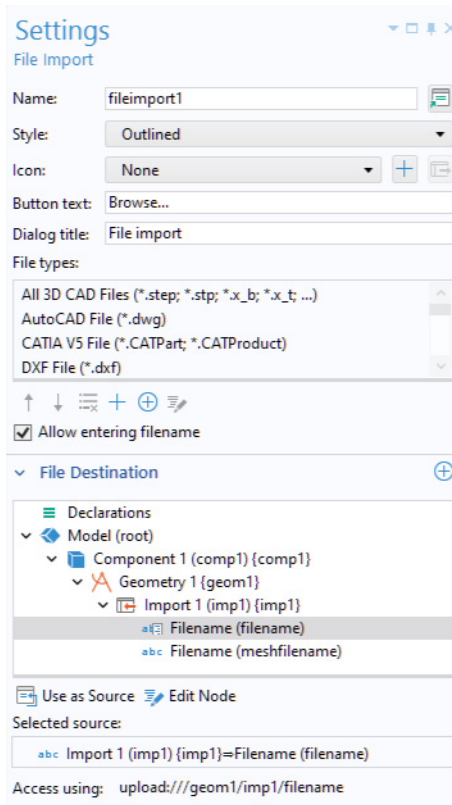 Settings
File Import
Name: fileimport1
Style: Outlined
Icon: None
Button text: Browse...
Dialog title: File import
File types:
All 3D CAD Files (*.step; *.stp; *.x_b; *.x_t; ...)
AutoCAD File (*.dwg)
CATIA V5 File (*.CATPart; *.CATProduct)
DXF File (*.dxf)
Allow entering filename
File Destination
Declarations
Model (root)
Component 1 (comp1) {comp1}
Geometry 1 {geom1}
Import 1 (imp1) {imp1}
Filename (filename)
abc Filename (meshfilename)
Use as Source Edit Node
Selected source:
abc Import 1 (imp1) {imp1}⇒Filename (filename)
Access using: upload:///geom1/imp1/filename